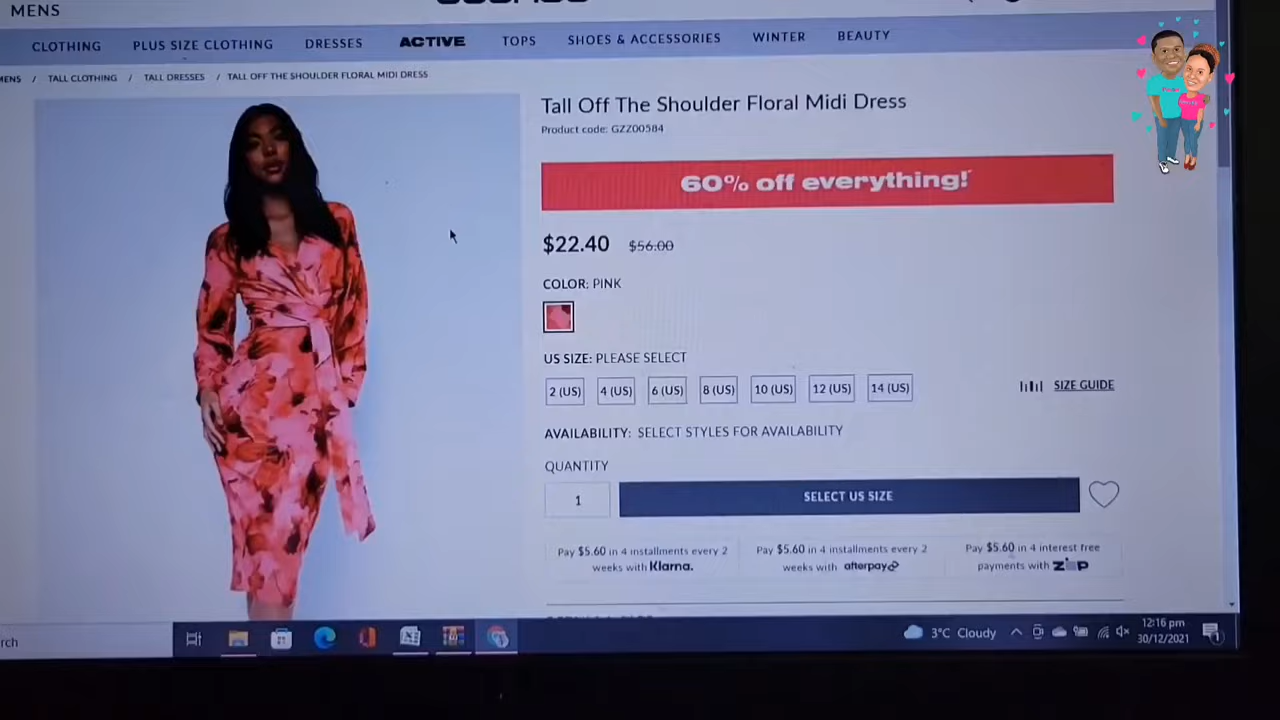 MENS
CLOTHING PLUS SIZE CLOTHING DRESSES ACTIVE TOPS SHOES & ACCESSORIES WINTER BEAUTY
MENS / TALL CLOTHING / TALL DRESSES / TALL OFF THE SHOULDER FLORAL MIDI DRESS
Tall Off The Shoulder Floral Midi Dress
Product code: GZZ00584
60% off everything!*
$22.40 $56.00
COLOR: PINK
US SIZE: PLEASE SELECT
2 (US) 4 (US) 6 (US) 8 (US) 10 (US) 12 (US) 14 (US) SIZE GUIDE
AVAILABILITY: SELECT STYLES FOR AVAILABILITY
QUANTITY
1 SELECT US SIZE
Pay $5.60 in 4 installments every 2
weeks with Klarna.
Pay $5.60 in 4 installments every 2
weeks with afterpay
Pay $5.60 in 4 interest free
payments with ZIP
rch
3°C Cloudy
12:16 pm
30/12/2021